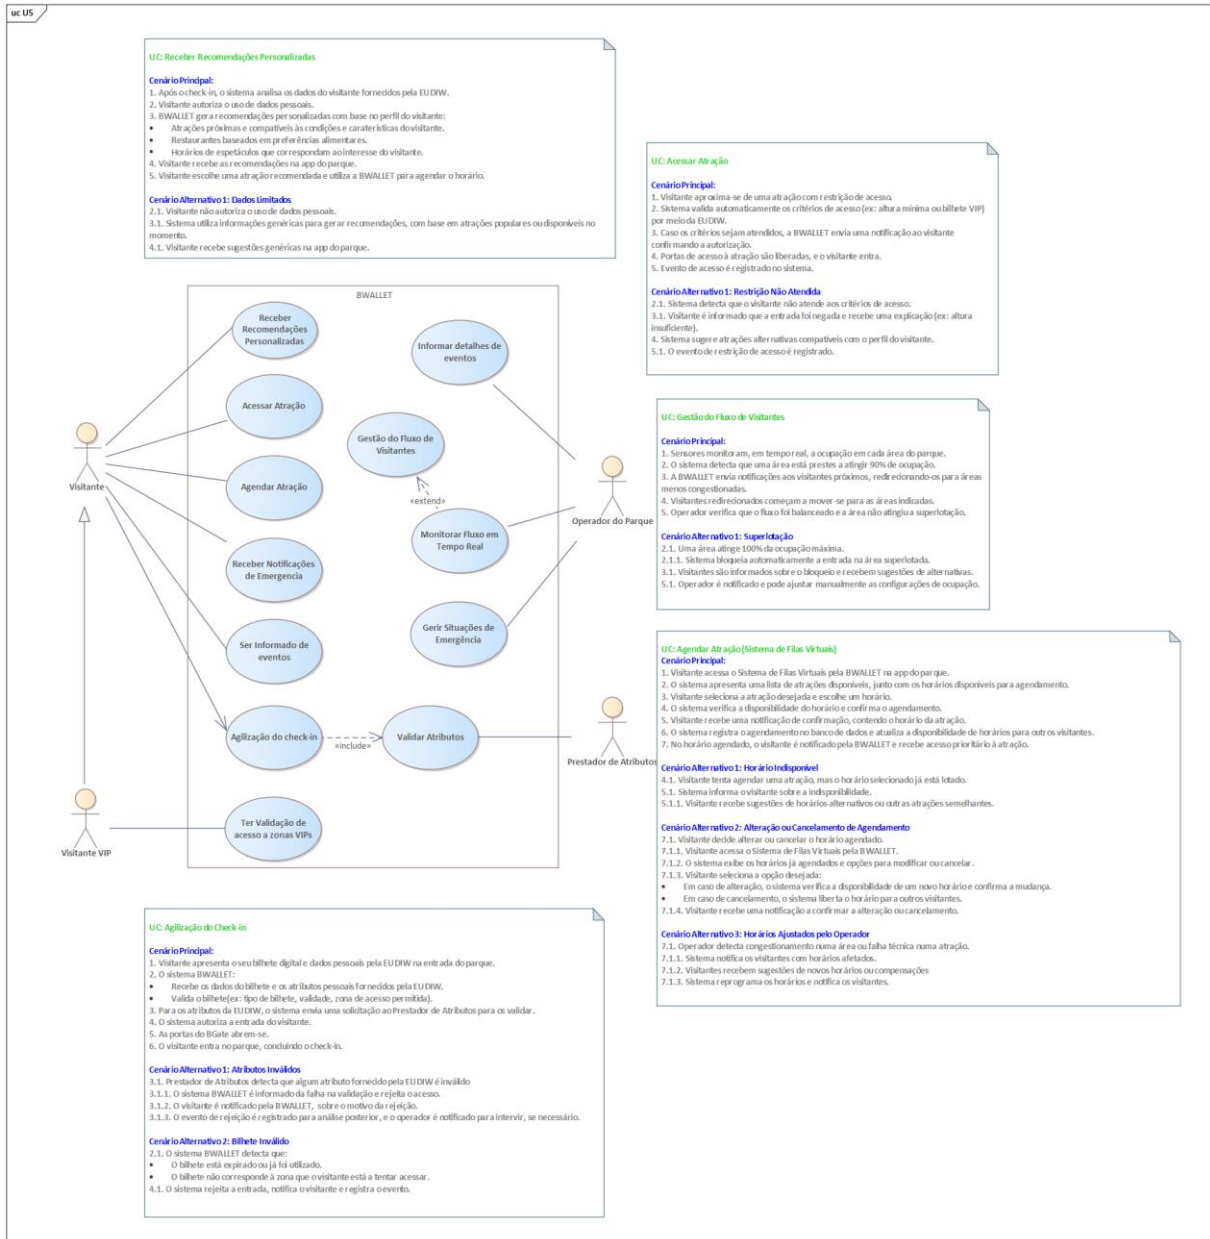 uc U5
UC: Receber Recomendações Personalizadas
Cenário Principal:
1. Após o check-in, o sistema analisa os dados do visitante fornecidos pela EUDIW.
2. Visitante autoriza o uso de dados pessoais.
3. BWALLET gera recomendações personalizadas com base no perfil do visitante:
• Atrações próximas e compatíveis às condições e caraterísticas do visitante.
• Restaurantes baseados em preferências alimentares.
• Horários de espetáculos que correspondam ao interesse do visitante.
4. Visitante recebe as recomendações na app do parque.
5. Visitante escolhe uma atração recomendada e utiliza a BWALLET para agendar o horário.
Cenário Alternativo 1: Dados Limitados
2.1. Visitante não autoriza o uso de dados pessoais.
3.1. Sistema utiliza informações genéricas para gerar recomendações, com base em atrações populares ou disponíveis no
momento.
4.1. Visitante recebe sugestões genéricas na app do parque.
UC: Acessar Atração
Cenário Principal:
1. Visitante aproxima-se de uma atração com restrição de acesso.
2. Sistema valida automaticamente os critérios de acesso (ex: altura mínima ou bilhete VIP)
por meio da EUDIW.
3. Caso os critérios sejam atendidos, a BWALLET envia uma notificação ao visitante
confirmando a autorização.
4. Portas de acesso à atração são liberadas, e o visitante entra.
5. Evento de acesso é registrado no sistema.
Cenário Alternativo 1: Restrição Não Atendida
2.1. Sistema detecta que o visitante não atende aos critérios de acesso.
3.1. Visitante é informado que a entrada foi negada e recebe uma explicação (ex: altura
insuficiente).
4. Sistema sugere atrações alternativas compatíveis com o perfil do visitante.
5.1. O evento de restrição de acesso é registrado.
BWALLET
Receber
Recomendações
Personalizadas
Informar detalhes de
eventos
Acessar Atração
Gestão do Fluxo de
Visitantes
Visitante
Agendar Atração
«extend»
Operador do Parque
Monitorar Fluxo em
Tempo Real
Receber Notificações
de Emergencia
Gerir Situações de
Emergência
Ser Informado de
eventos
Agilização do check-in
«include»
Validar Atributos
Prestador de Atributos
Ter Validação de
acesso a zonas VIPs
Visitante VIP
UC: Gestão do Fluxo de Visitantes
Cenário Principal:
1. Sensores monitoram, em tempo real, a ocupação em cada área do parque.
2. O sistema detecta que uma área está prestes a atingir 90% de ocupação.
3. A BWALLET envia notificações aos visitantes próximos, redirecionando-os para áreas
menos congestionadas.
4. Visitantes redirecionados começam a mover-se para as áreas indicadas.
5. Operador verifica que o fluxo foi balanceado e a área não atingiu a superlotação.
Cenário Alternativo 1: Superlotação
2.1. Uma área atinge 100% da ocupação máxima.
2.1.1. Sistema bloqueia automaticamente a entrada na área superlotada.
3.1. Visitantes são informados sobre o bloqueio e recebem sugestões de alternativas.
5.1. Operador é notificado e pode ajustar manualmente as configurações de ocupação.
UC: Agendar Atração (Sistema de Filas Virtuais)
Cenário Principal:
1. Visitante acessa o Sistema de Filas Virtuais pela BWALLET na app do parque.
2. O sistema apresenta uma lista de atrações disponíveis, junto com os horários disponíveis para agendamento.
3. Visitante seleciona a atração desejada e escolhe um horário.
4. O sistema verifica a disponibilidade do horário e confirma o agendamento.
5. Visitante recebe uma notificação de confirmação, contendo o horário da atração.
6. O sistema registra o agendamento no banco de dados e atualiza a disponibilidade de horários para outros visitantes.
7. No horário agendado, o visitante é notificado pela BWALLET e recebe acesso prioritário à atração.
Cenário Alternativo 1: Horário Indisponível
4.1. Visitante tenta agendar uma atração, mas o horário selecionado já está lotado.
5.1. Sistema informa o visitante sobre a indisponibilidade.
5.1.1. Visitante recebe sugestões de horários alternativos ou outras atrações semelhantes.
Cenário Alternativo 2: Alteração ou Cancelamento de Agendamento
7.1. Visitante decide alterar ou cancelar o horário agendado.
7.1.1. Visitante acessa o Sistema de Filas Virtuais pela BWALLET.
7.1.2. O sistema exibe os horários já agendados e opções para modificar ou cancelar.
7.1.3. Visitante seleciona a opção desejada:
• Em caso de alteração, o sistema verifica a disponibilidade de um novo horário e confirma a mudança.
• Em caso de cancelamento, o sistema liberta o horário para outros visitantes.
7.1.4. Visitante recebe uma notificação a confirmar a alteração ou cancelamento.
Cenário Alternativo 3: Horários Ajustados pelo Operador
7.1. Operador detecta congestionamento numa área ou falha técnica numa atração.
7.1.1. Sistema notifica os visitantes com horários afetados.
7.1.2. Visitantes recebem sugestões de novos horários ou compensações
7.1.3. Sistema reprograma os horários e notifica os visitantes.
UC: Agilização do Check-in
Cenário Principal:
1. Visitante apresenta o seu bilhete digital e dados pessoais pela EUDIW na entrada do parque.
2. O sistema BWALLET:
• Recebe os dados do bilhete e os atributos pessoais fornecidos pela EUDIW.
• Valida o bilhete(ex: tipo de bilhete, validade, zona de acesso permitida).
3. Para os atributos da EUDIW, o sistema envia uma solicitação ao Prestador de Atributos para os validar.
4. O sistema autoriza a entrada do visitante.
5. As portas do BGate abrem-se.
6. O visitante entra no parque, concluindo o check-in.
Cenário Alternativo 1: Atributos Inválidos
3.1. Prestador de Atributos detecta que algum atributo fornecido pela EUDIW é inválido
3.1.1. O sistema BWALLET é informado da falha na validação e rejeita o acesso.
3.1.2. O visitante é notificado pela BWALLET, sobre o motivo da rejeição.
3.1.3. O evento de rejeição é registrado para análise posterior, e o operador é notificado para intervir, se necessário.
Cenário Alternativo 2: Bilhete Inválido
2.1. O sistema BWALLET detecta que:
• O bilhete está expirado ou já foi utilizado.
• O bilhete não corresponde à zona que o visitante está a tentar acessar.
4.1. O sistema rejeita a entrada, notifica o visitante e registra o evento.